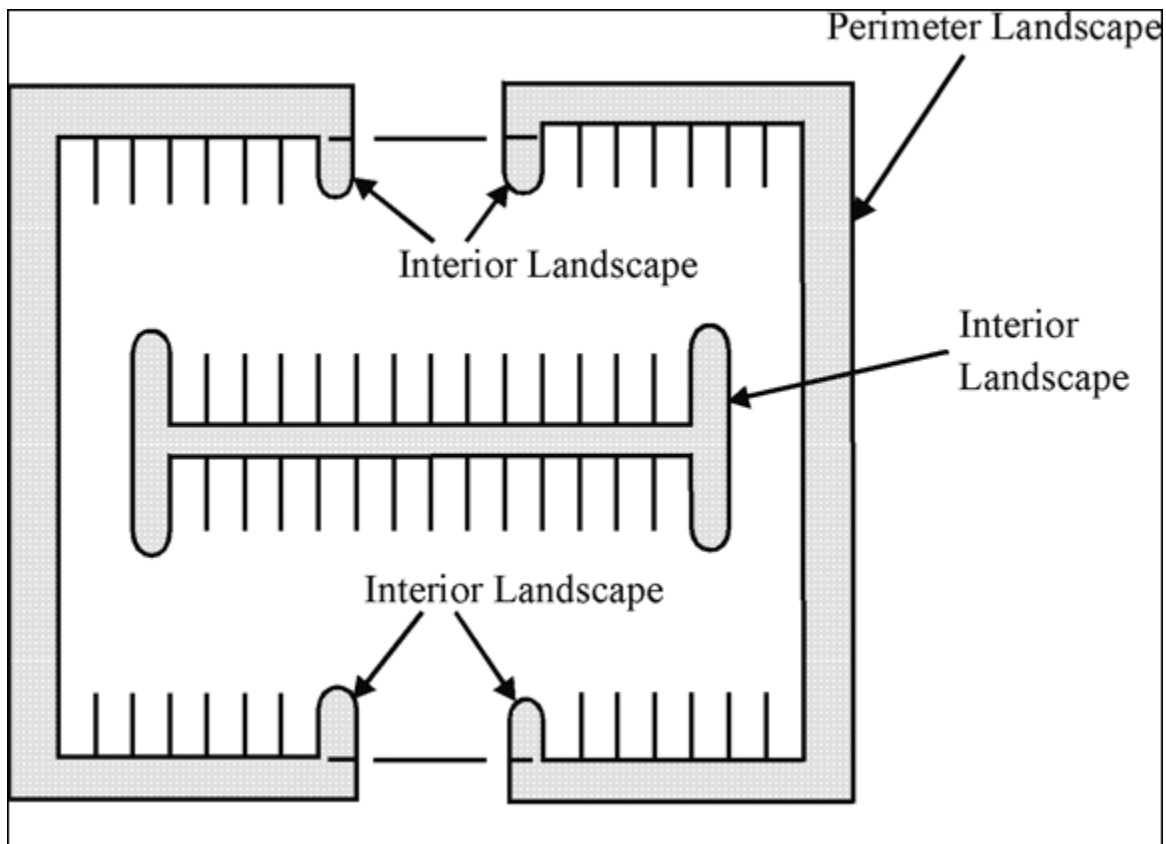 Perimeter Landscape
Interior Landscape
Interior
Landscape
Interior Landscape